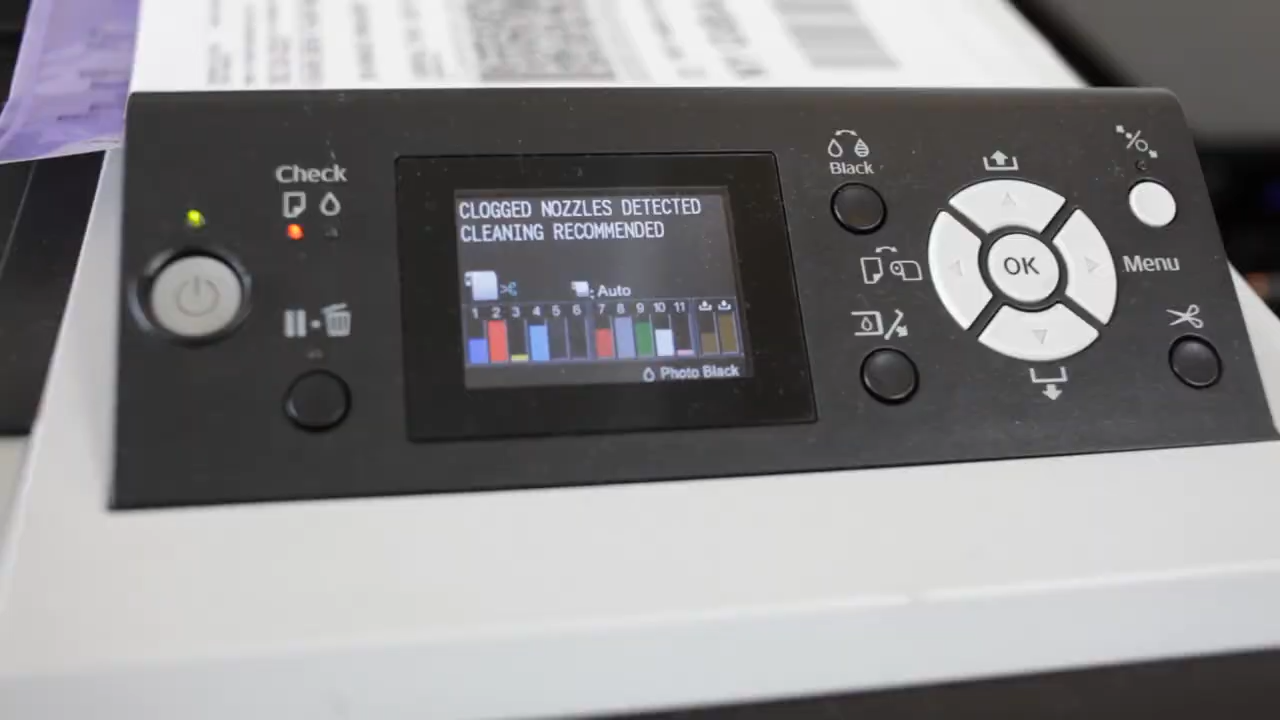 Check
Black
CLOGGED NOZZLES DETECTED
CLEANING RECOMMENDED
: Auto
1 2 3 4 5 6 7 8 9 10 11
Photo Black
OK
Menu